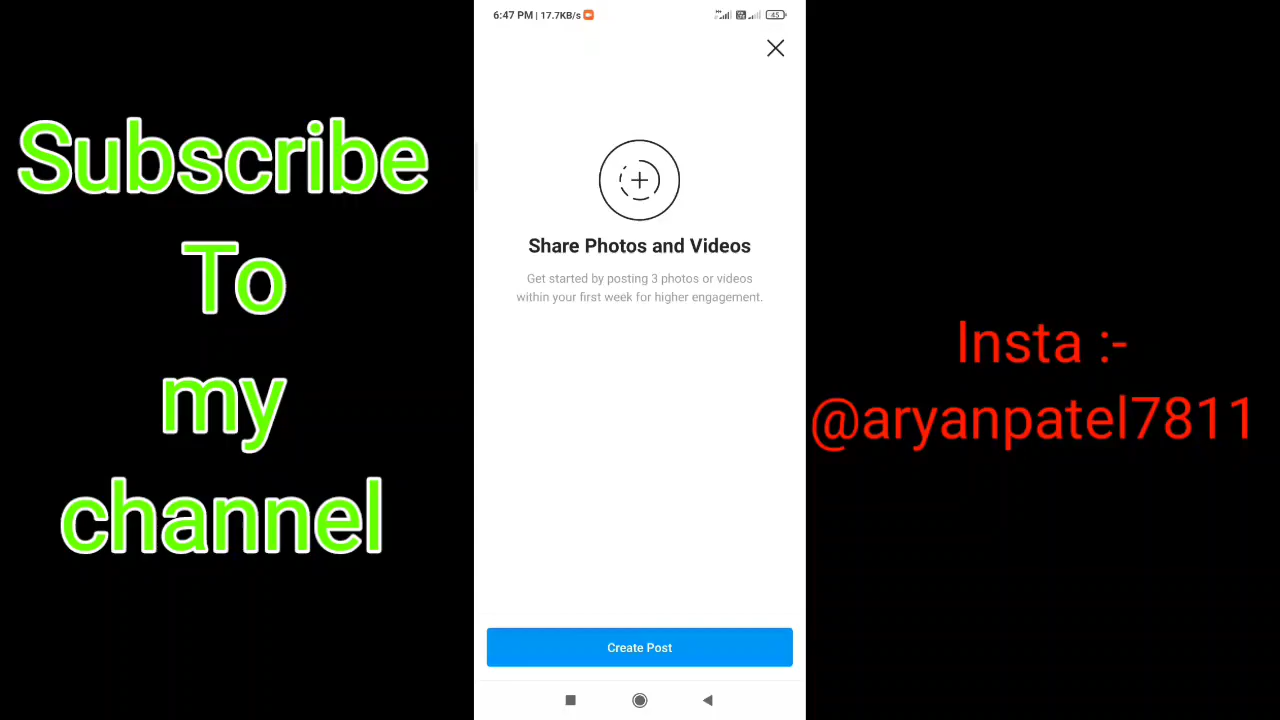 Subscribe
To
my
channel
6:47 PM | 17.7KB/s
45
Share Photos and Videos
Get started by posting 3 photos or videos
within your first week for higher engagement.
Create Post
Insta :-
@aryanpatel7811